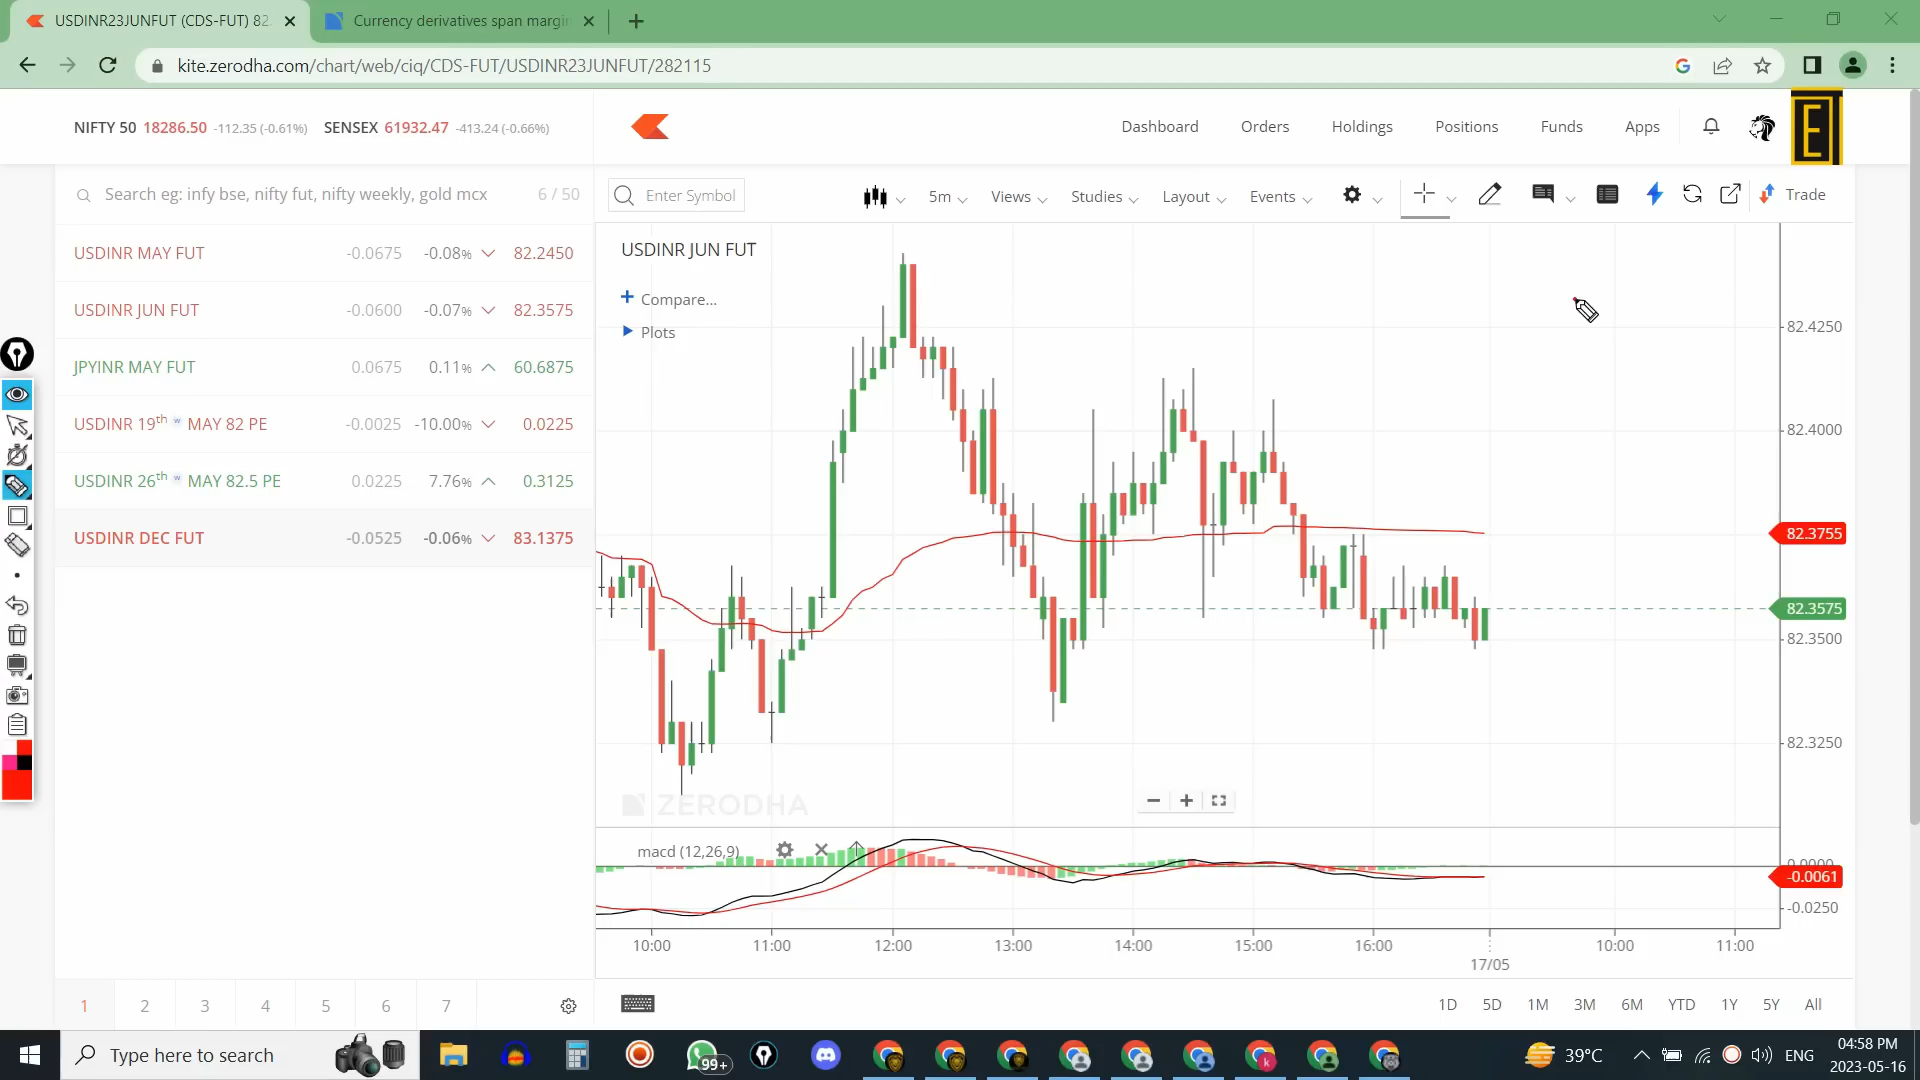 USDINR23JUNFUT (CDS-FUT) 82.
Currency derivatives span margin
kite.zerodha.com/chart/web/ciq/CDS-FUT/USDINR23JUNFUT/282115
NIFTY 50 18286.50 -112.35 (-0.61%) SENSEX 61932.47 -413.24 (-0.66%)
Dashboard Orders Holdings Positions Funds Apps
E
Search eg: infy bse, nifty fut, nifty weekly, gold mcx 6 / 50
Enter Symbol 5m Views Studies Layout Events Trade
USDINR MAY FUT -0.0675 -0.08% 82.2450
USDINR JUN FUT -0.0600 -0.07% 82.3575
JPYINR MAY FUT 0.0675 0.11% 60.6875
USDINR 19th w MAY 82 PE -0.0025 -10.00% 0.0225
USDINR 26th w MAY 82.5 PE 0.0225 7.76% 0.3125
USDINR DEC FUT -0.0525 -0.06% 83.1375
USDINR JUN FUT
Compare...
Plots
82.4250
82.4000
82.3755
82.3575
82.3500
82.3250
ZERODHA
macd (12,26,9)
0.0000
-0.0061
-0.0250
10:00 11:00 12:00 13:00 14:00 15:00 16:00 10:00 11:00
17/05
1 2 3 4 5 6 7
1D 5D 1M 3M 6M YTD 1Y 5Y All
Type here to search
99+
k
39°C ENG
04:58 PM
2023-05-16